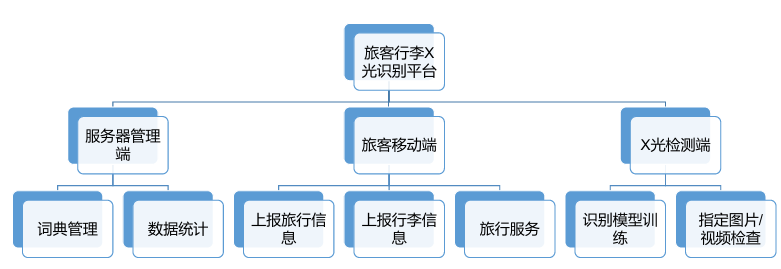 旅客行李X
光识别平台
服务器管理
端
旅客移动端
X光检测端
词典管理
数据统计
上报旅行信
息
上报行李信
息
旅行服务
识别模型训
练
指定图片/
视频检查